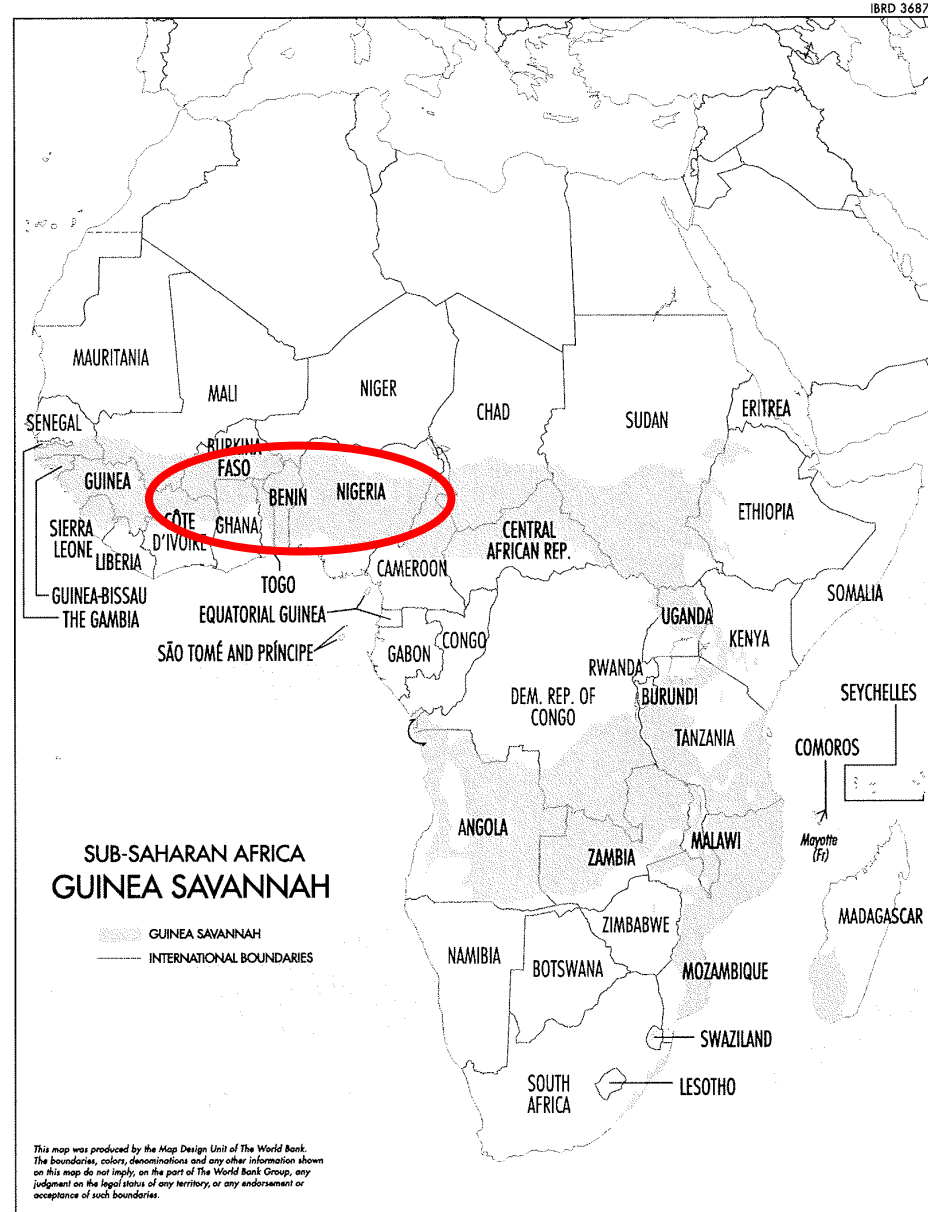 IBRD 3687
MAURITANIA
MALI
NIGER
CHAD
SUDAN
ERITREA
SENEGAL
BURKINA
FASO
GUINEA
BENIN
NIGERIA
ETHIOPIA
CÔTE
D'IVOIRE
GHANA
SIERRA
LEONE
LIBERIA
CENTRAL
AFRICAN REP.
CAMEROON
TOGO
GUINEA-BISSAU
THE GAMBIA
EQUATORIAL GUINEA
SÃO TOMÉ AND PRÍNCIPE
GABON
CONGO
UGANDA
KENYA
SOMALIA
RWANDA
BURUNDI
DEM. REP. OF
CONGO
TANZANIA
SEYCHELLES
COMOROS
Mayotte
(Fr)
ANGOLA
ZAMBIA
MALAWI
SUB-SAHARAN AFRICA
GUINEA SAVANNAH
GUINEA SAVANNAH
INTERNATIONAL BOUNDARIES
ZIMBABWE
MADAGASCAR
NAMIBIA
BOTSWANA
MOZAMBIQUE
SWAZILAND
LESOTHO
SOUTH
AFRICA
This map was produced by the Map Design Unit of The World Bank.
The boundaries, colors, denominations and any other information shown
on this map do not imply, on the part of The World Bank Group, any
judgment on the legal status of any territory, or any endorsement or
acceptance of such boundaries.